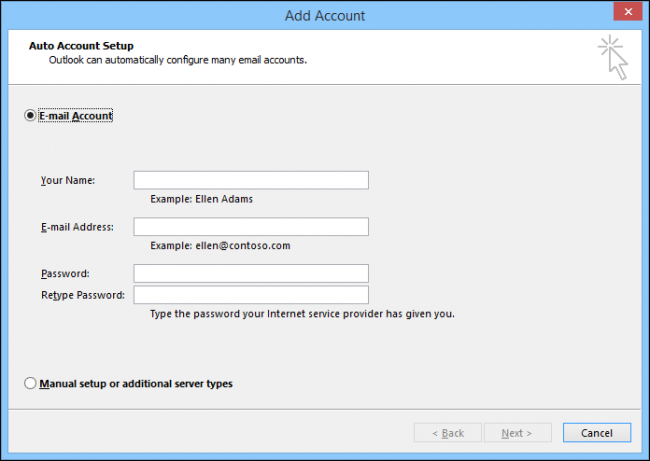 Add Account
Auto Account Setup
Outlook can automatically configure many email accounts.
E-mail Account
Your Name:
Example: Ellen Adams
E-mail Address:
Example: ellen@contoso.com
Password:
Retype Password:
Type the password your Internet service provider has given you.
Manual setup or additional server types
< Back Next > Cancel